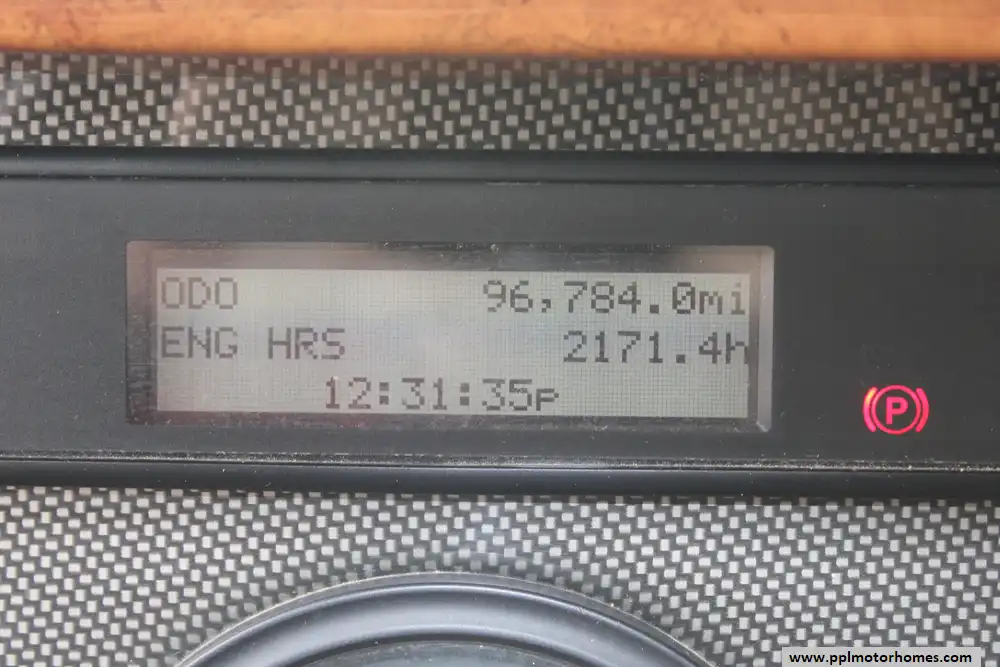 ODO 96,784.0mi
ENG HRS 2171.4h
12:31:35p
P
www.pplmotorhomes.com